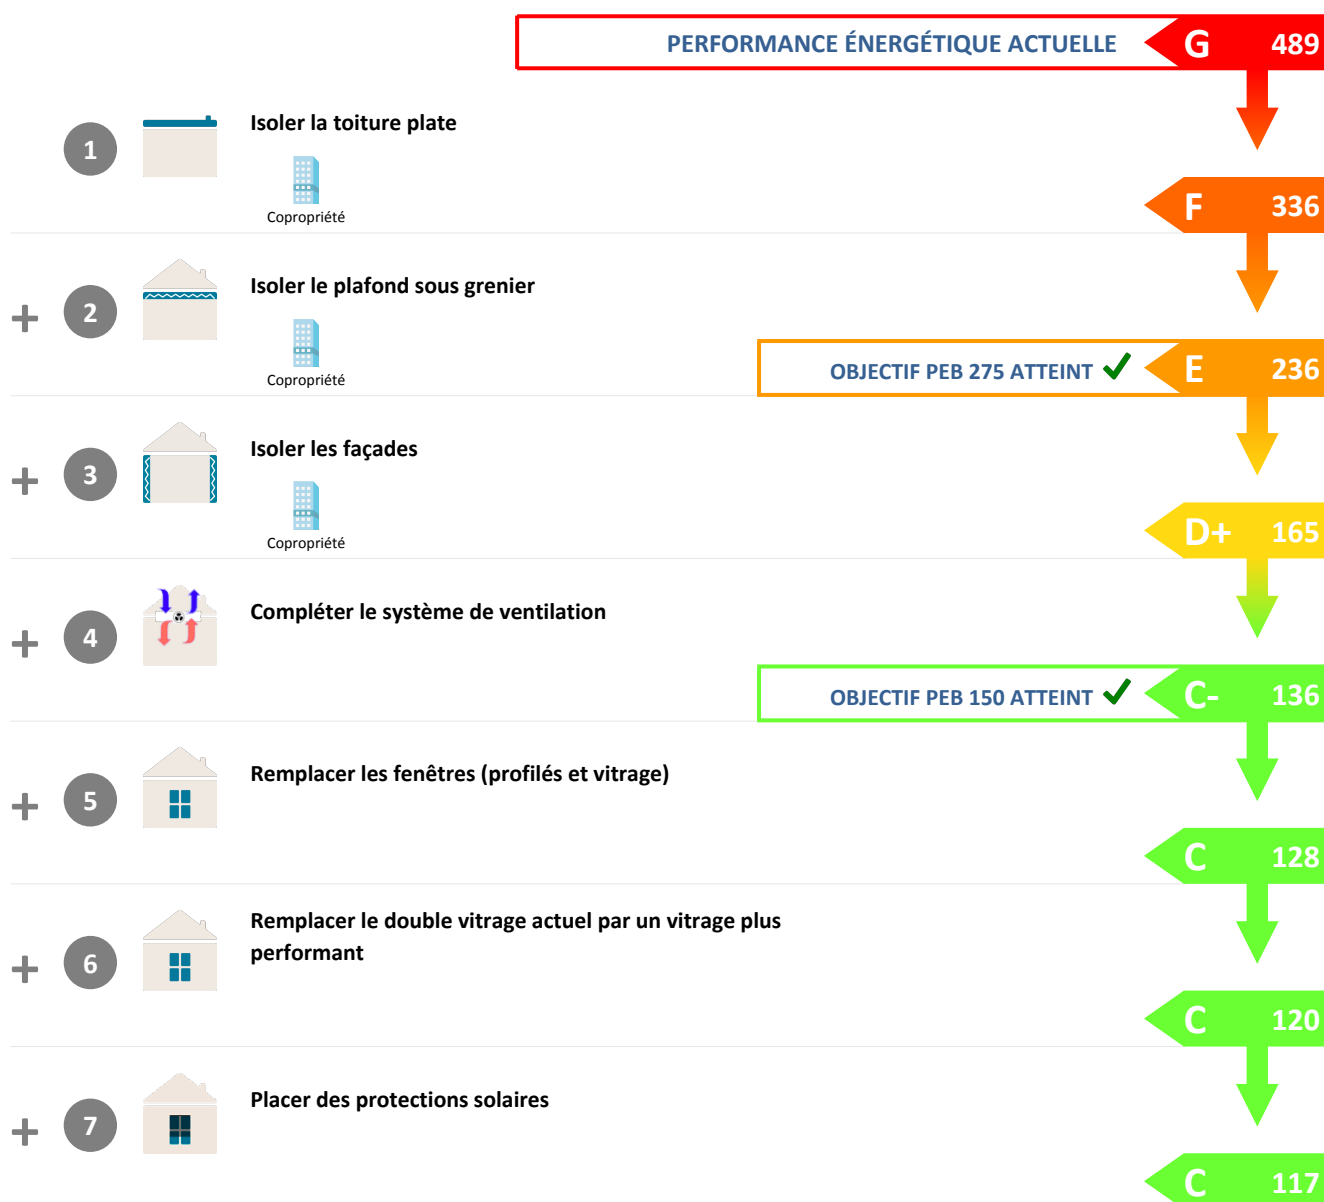 PERFORMANCE ÉNERGÉTIQUE ACTUELLE G 489
1 Isoler la toiture plate
Copropriété
F 336
+ 2 Isoler le plafond sous grenier
Copropriété
OBJECTIF PEB 275 ATTEINT E 236
+ 3 Isoler les façades
Copropriété
D+ 165
+ 4 Compléter le système de ventilation
OBJECTIF PEB 150 ATTEINT C- 136
+ 5 Remplacer les fenêtres (profilés et vitrage)
C 128
+ 6 Remplacer le double vitrage actuel par un vitrage plus
performant
C 120
+ 7 Placer des protections solaires
C 117